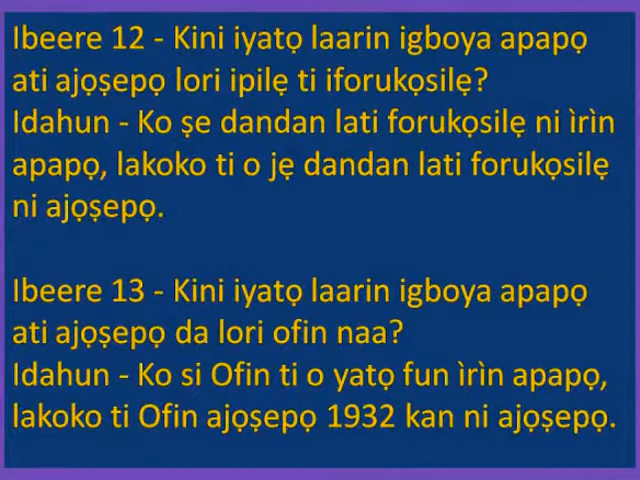 Ibeere 12 - Kini iyatọ laarin igboya apapọ
ati ajọṣepọ lori ipilẹ ti iforukọsilẹ?
Idahun - Ko ṣe dandan lati forukọsilẹ ni ìrìn
apapọ, lakoko ti o jẹ dandan lati forukọsilẹ
ni ajọṣepọ.
Ibeere 13 - Kini iyatọ laarin igboya apapọ
ati ajọṣepọ da lori ofin naa?
Idahun - Ko si Ofin ti o yatọ fun ìrìn apapọ,
lakoko ti Ofin ajọṣepọ 1932 kan ni ajọṣepọ.